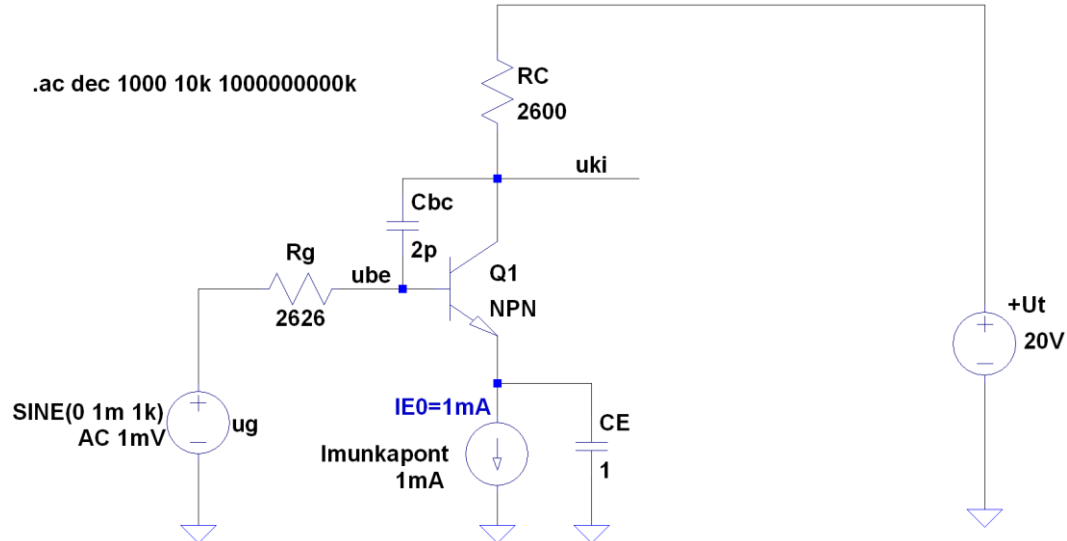 .ac dec 1000 10k 1000000000k
RC
2600
uki
Cbc
2p
Rg
2626
ube
Q1
NPN
+Ut
20V
SINE(0 1m 1k)
AC 1mV
ug
IE0=1mA
Imunkapont
1mA
CE
1